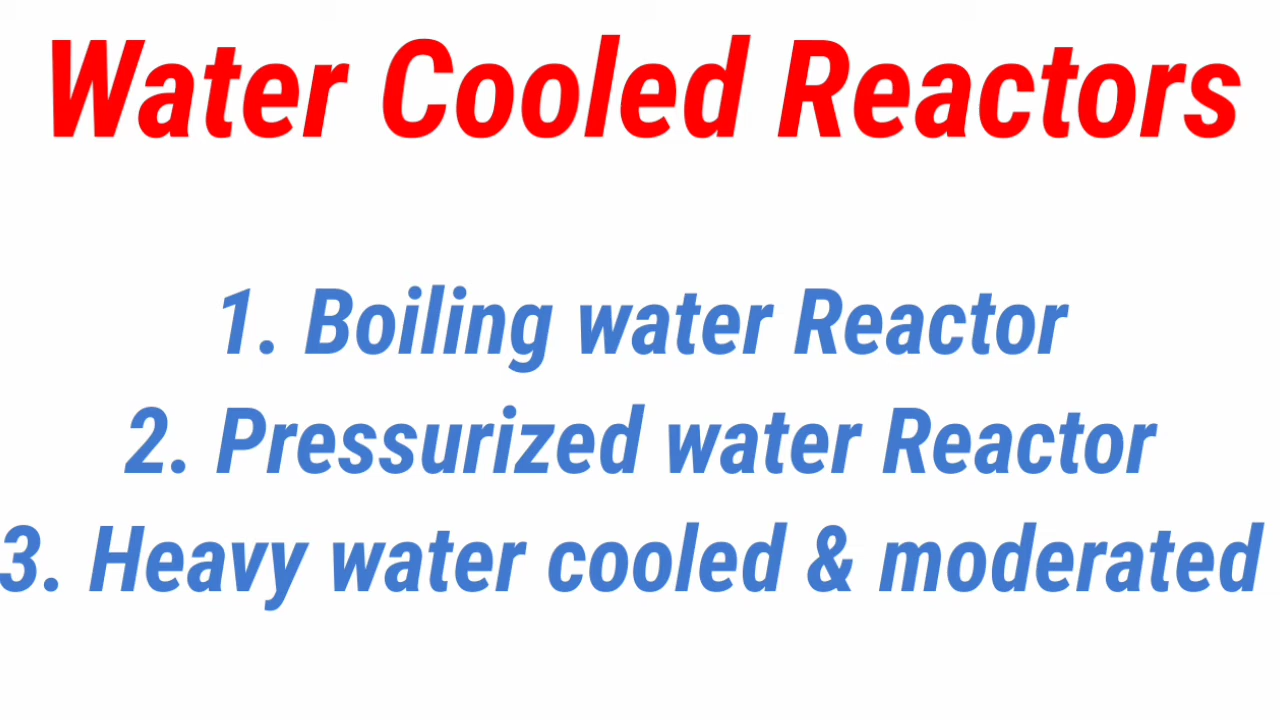 Water Cooled Reactors
1. Boiling water Reactor
2. Pressurized water Reactor
3. Heavy water cooled & moderated